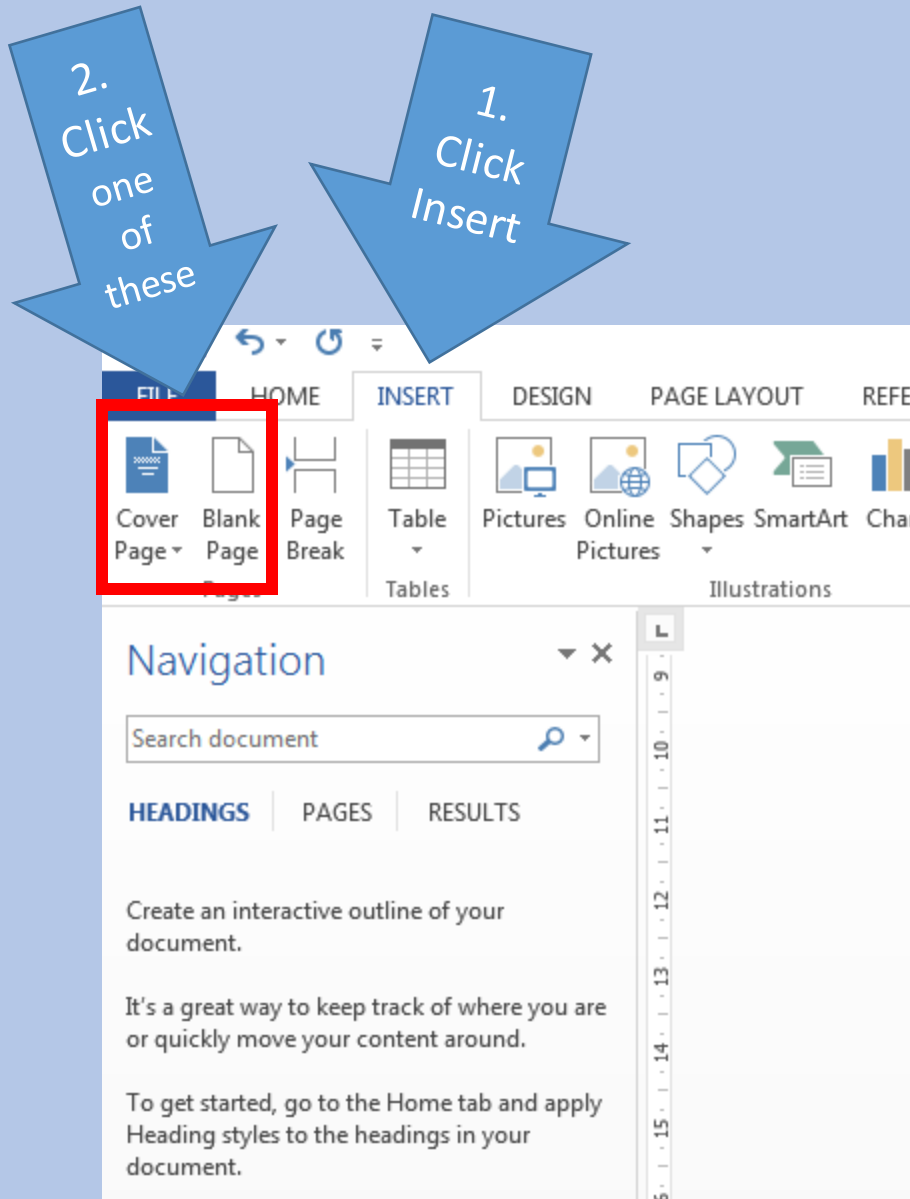 2.
Click
one
of
these
1.
Click
Insert
FILE HOME INSERT DESIGN PAGE LAYOUT REFE
Cover Blank Page Table Pictures Online Shapes SmartArt Char
Page Page Break Pictures
Pages Tables Illustrations
Navigation
L
Search document
HEADINGS PAGES RESULTS
Create an interactive outline of your
document.
It's a great way to keep track of where you are
or quickly move your content around.
To get started, go to the Home tab and apply
Heading styles to the headings in your
document.
9
10
11
12
13
14
15